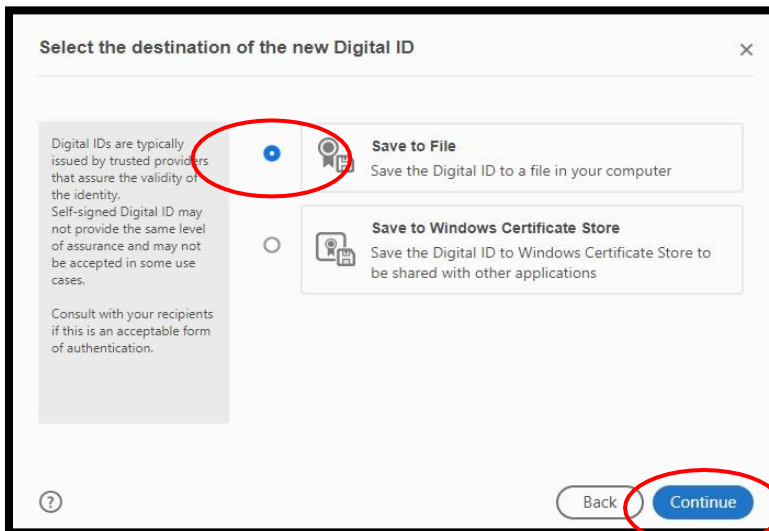 Select the destination of the new Digital ID
Digital IDs are typically
issued by trusted providers
that assure the validity of
the identity.
Self-signed Digital ID may
not provide the same level
of assurance and may not
be accepted in some use
cases.
Consult with your recipients
if this is an acceptable form
of authentication.
Save to File
Save the Digital ID to a file in your computer
Save to Windows Certificate Store
Save the Digital ID to Windows Certificate Store to
be shared with other applications
?
Back
Continue